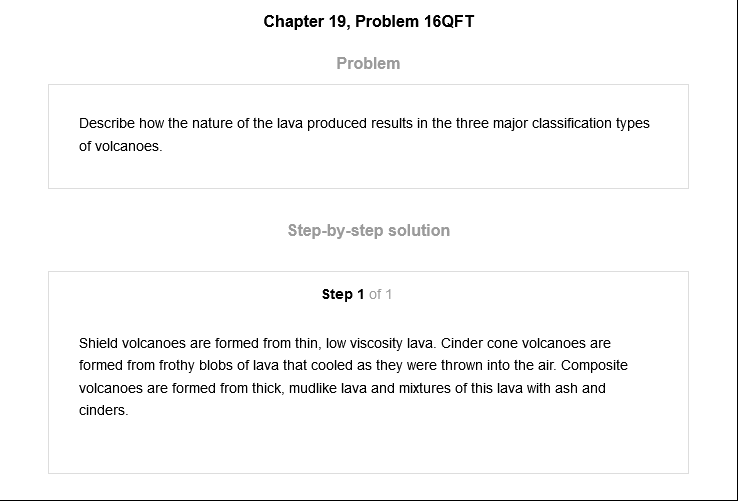 Chapter 19, Problem 16QFT
Problem
Describe how the nature of the lava produced results in the three major classification types
of volcanoes.
Step-by-step solution
Step 1 of 1
Shield volcanoes are formed from thin, low viscosity lava. Cinder cone volcanoes are
formed from frothy blobs of lava that cooled as they were thrown into the air. Composite
volcanoes are formed from thick, mudlike lava and mixtures of this lava with ash and
cinders.